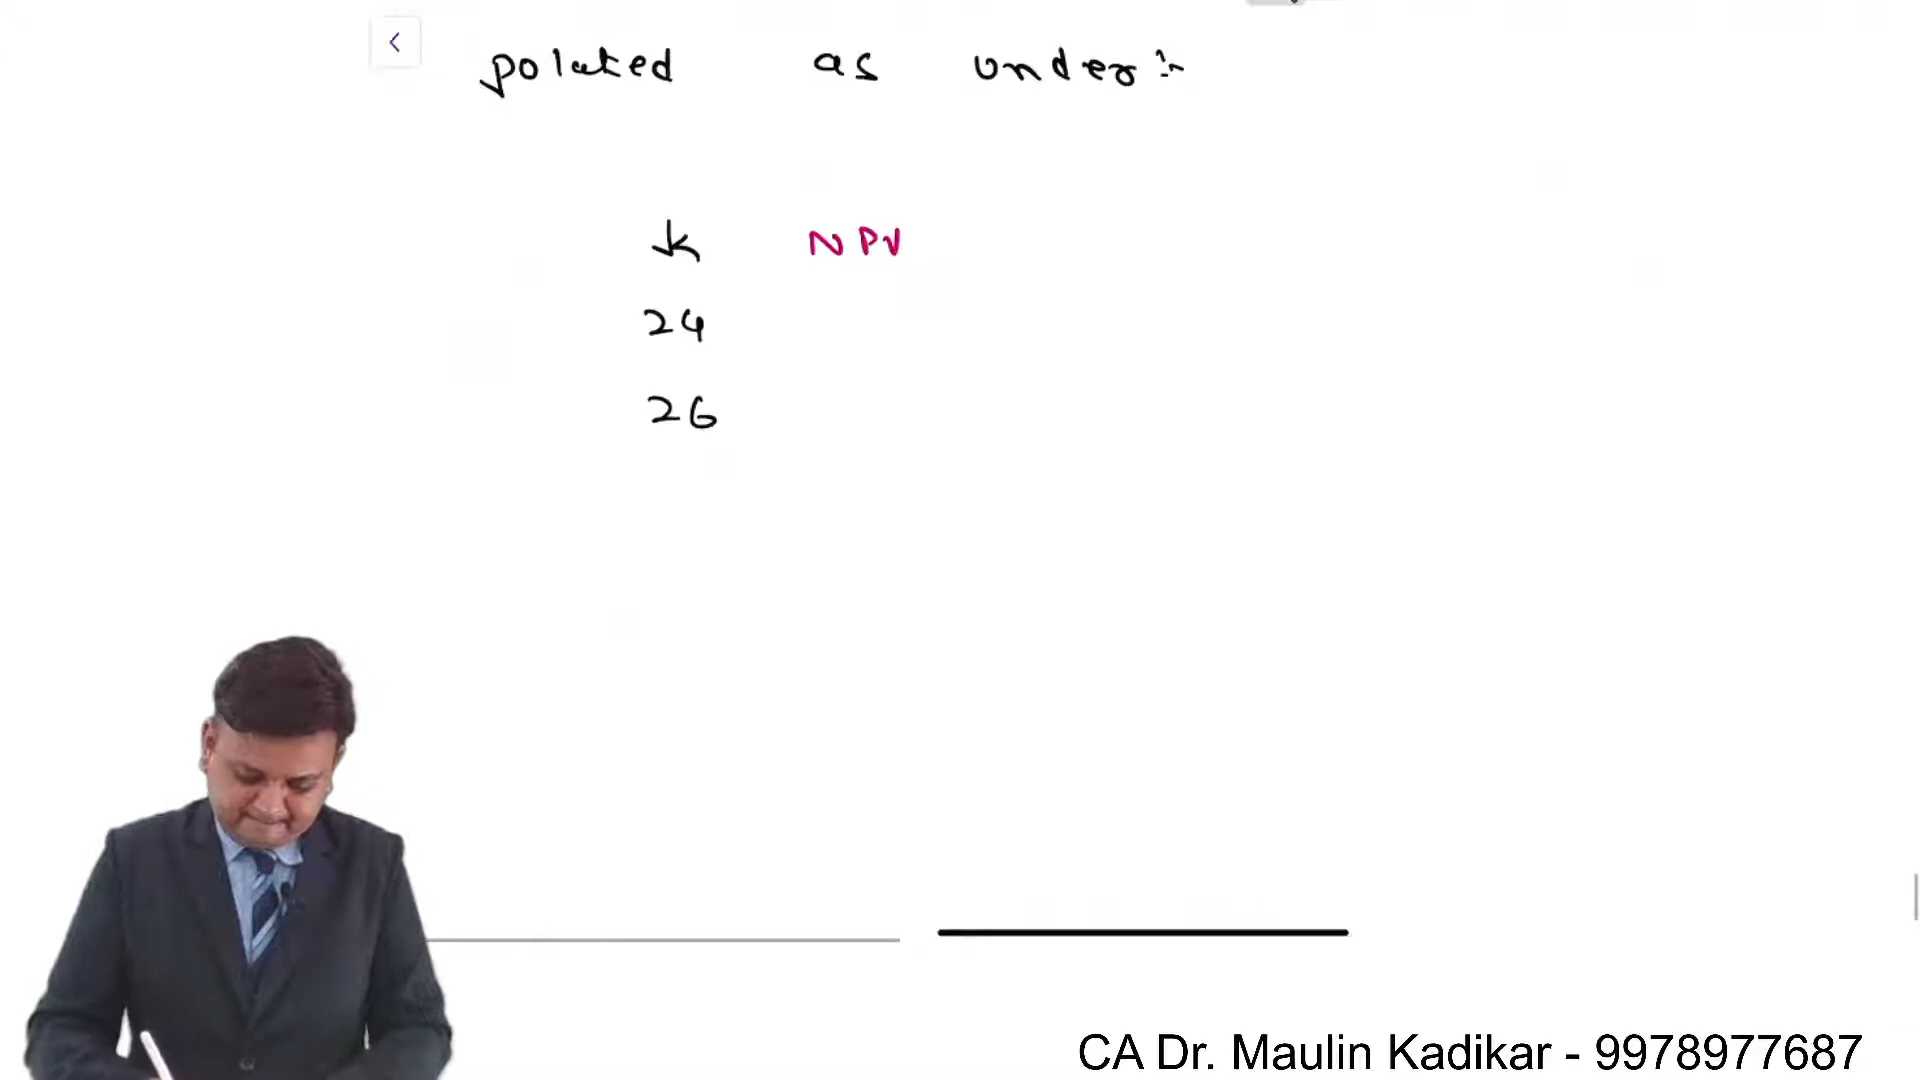 polated as under :-
K NPV
24
26
CA Dr. Maulin Kadikar - 9978977687